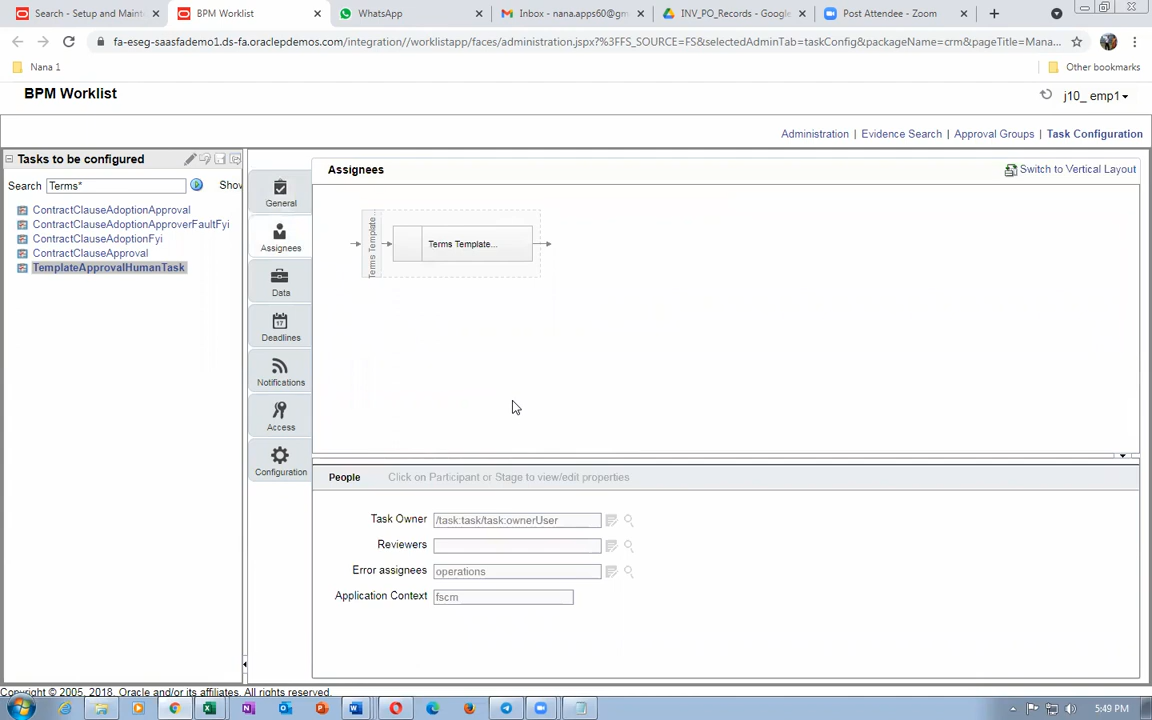 Search - Setup and Maint
BPM Worklist
WhatsApp
Inbox - nana.apps60@gm
INV_PO_Records - Google
Post Attendee - Zoom
fa-eseg-saasfademo1.ds-fa.oraclepdemos.com/integration//worklistapp/faces/administration.jspx?%3FFS_SOURCE=FS&selectedAdminTab=taskConfig&packageName=crm&pageTitle=Mana...
Nana 1
Other bookmarks
BPM Worklist
j10_ emp1
Administration | Evidence Search | Approval Groups | Task Configuration
Tasks to be configured
Search Terms* Show
ContractClauseAdoptionApproval
ContractClauseAdoptionApproverFaultFyi
ContractClauseAdoptionFyi
ContractClauseApproval
TemplateApprovalHumanTask
General
Assignees
Data
17
Deadlines
Notifications
Access
Configuration
Assignees
Switch to Vertical Layout
Terms Template...
Terms Template...
People Click on Participant or Stage to view/edit properties
Task Owner /task:task/task:ownerUser
Reviewers
Error assignees operations
Application Context fscm
Copyright © 2005, 2018, Oracle and/or its affiliates. All rights reserved.
5:49 PM